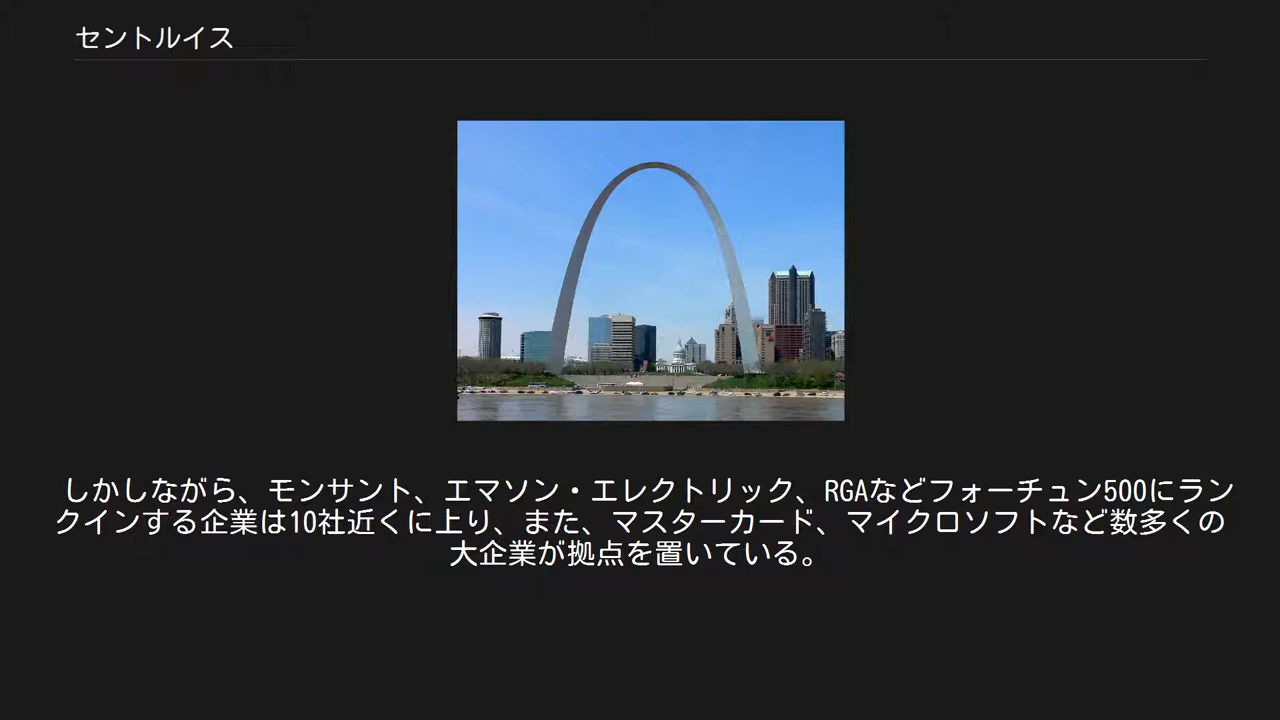 セントルイス
しかしながら、モンサント、エマソン・エレクトリック、RGAなどフォーチュン500にラン
クインする企業は10社近くに上り、また、マスターカード、マイクロソフトなど数多くの
大企業が拠点を置いている。